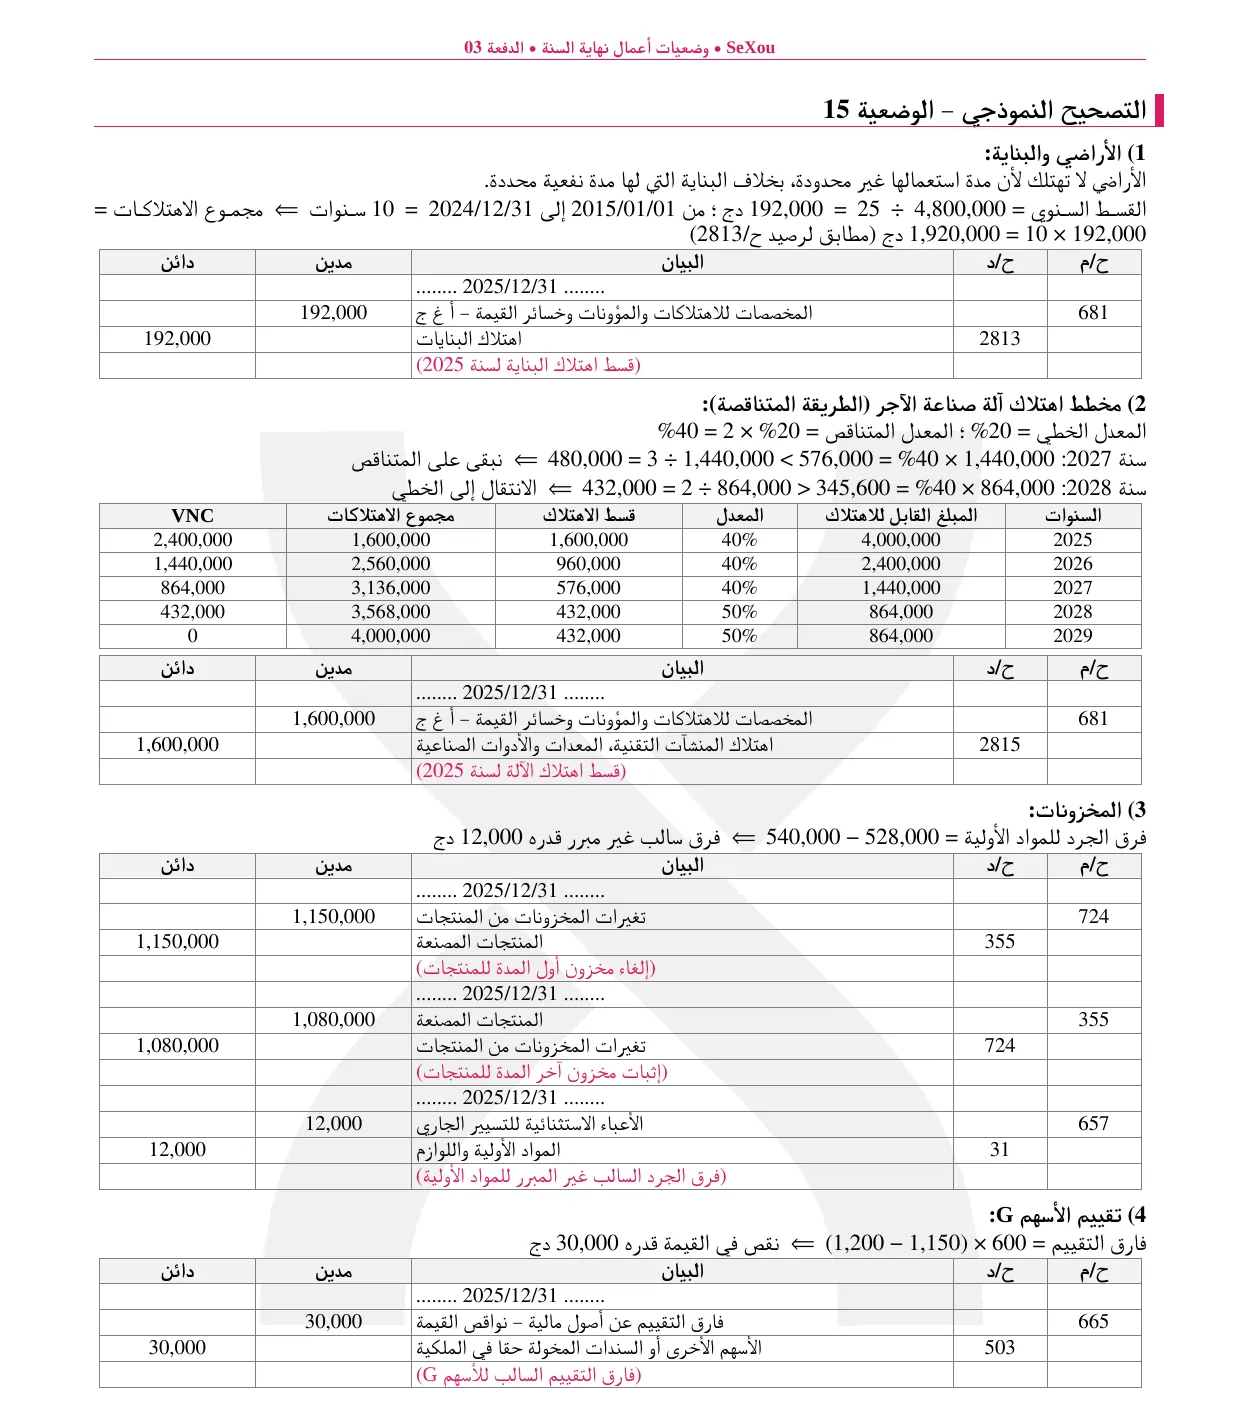 SeXou • وضعيات أعمال نهاية السنة • الدفعة 03
التصحيح النموذجي – الوضعية 15
1) الأراضي والبناية:
الأراضي لا تهتلك لأن مدة استعمالها غير محدودة، بخلاف البناية التي لها مدة نفعية محددة.
القسط السنوي = 4,800,000 ÷ 25 = 192,000 دج ؛ من 2015/01/01 إلى 2024/12/31 = 10 سنوات ⟸ مجموع الاهتلاكات =
192,000 × 10 = 1,920,000 دج (مطابق لرصيد ح/2813)
ح/م ح/د البيان مدين دائن
........ 2025/12/31 ........
681 المخصصات للاهتلاكات والمؤونات وخسائر القيمة – أ غ ج 192,000
2813 اهتلاك البنايات 192,000
(قسط اهتلاك البناية لسنة 2025)
2) مخطط اهتلاك آلة صناعة الآجر (الطريقة المتناقصة):
المعدل الخطي = 20% ؛ المعدل المتناقص = 20% × 2 = 40%
سنة 2027: 1,440,000 × 40% = 576,000 > 1,440,000 ÷ 3 = 480,000 ⟸ نبقى على المتناقص
سنة 2028: 864,000 × 40% = 345,600 < 864,000 ÷ 2 = 432,000 ⟸ الانتقال إلى الخطي
السنوات المبلغ القابل للاهتلاك المعدل قسط الاهتلاك مجموع الاهتلاكات VNC
2025 4,000,000 40% 1,600,000 1,600,000 2,400,000
2026 2,400,000 40% 960,000 2,560,000 1,440,000
2027 1,440,000 40% 576,000 3,136,000 864,000
2028 864,000 50% 432,000 3,568,000 432,000
2029 864,000 50% 432,000 4,000,000 0
ح/م ح/د البيان مدين دائن
........ 2025/12/31 ........
681 المخصصات للاهتلاكات والمؤونات وخسائر القيمة – أ غ ج 1,600,000
2815 اهتلاك المنشآت التقنية، المعدات والأدوات الصناعية 1,600,000
(قسط اهتلاك الآلة لسنة 2025)
3) المخزونات:
فرق الجرد للمواد الأولية = 528,000 − 540,000 ⟸ فرق سالب غير مبرر قدره 12,000 دج
ح/م ح/د البيان مدين دائن
........ 2025/12/31 ........
724 تغيرات المخزونات من المنتجات 1,150,000
355 المنتجات المصنعة 1,150,000
(إلغاء مخزون أول المدة للمنتجات)
........ 2025/12/31 ........
355 المنتجات المصنعة 1,080,000
724 تغيرات المخزونات من المنتجات 1,080,000
(إثبات مخزون آخر المدة للمنتجات)
........ 2025/12/31 ........
657 الأعباء الاستثنائية للتسيير الجاري 12,000
31 المواد الأولية واللوازم 12,000
(فرق الجرد السالب غير المبرر للمواد الأولية)
4) تقييم الأسهم G:
فارق التقييم = 600 × (1,150 − 1,200) ⟸ نقص في القيمة قدره 30,000 دج
ح/م ح/د البيان مدين دائن
........ 2025/12/31 ........
665 فارق التقييم عن أصول مالية – نواقص القيمة 30,000
503 الأسهم الأخرى أو السندات المخولة حقا في الملكية 30,000
(فارق التقييم السالب للأسهم G)